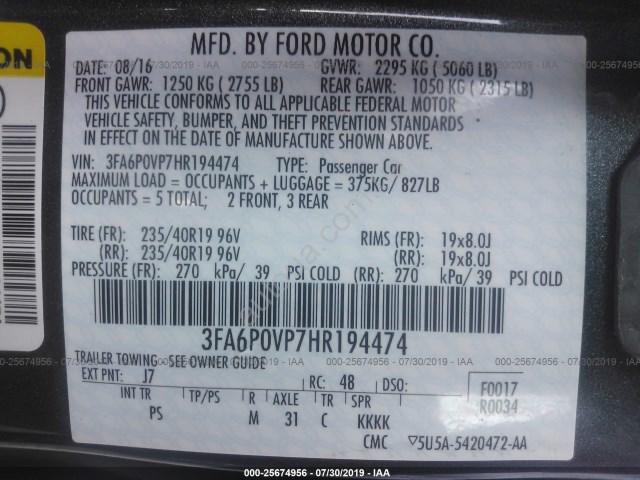 ON
MFD. BY FORD MOTOR CO.
DATE: 08/16 GVWR: 2295 KG ( 5060 LB)
FRONT GAWR: 1250 KG ( 2755 LB) REAR GAWR: 1050 KG ( 2315 LB)
THIS VEHICLE CONFORMS TO ALL APPLICABLE FEDERAL MOTOR
VEHICLE SAFETY, BUMPER, AND THEFT PREVENTION STANDARDS
IN EFFECT ON THE DATE OF MANUFACTURE SHOWN ABOVE.
VIN: 3FA6P0VP7HR194474 TYPE: Passenger Car
MAXIMUM LOAD = OCCUPANTS + LUGGAGE = 375KG/ 827LB
OCCUPANTS = 5 TOTAL; 2 FRONT, 3 REAR
TIRE (FR): 235/40R19 96V RIMS (FR): 19x8.0J
(RR): 235/40R19 96V (RR): 19x8.0J
PRESSURE (FR): 270 kPa/ 39 PSI COLD (RR): 270 kPa/ 39 PSI COLD
3FA6P0VP7HR194474
TRAILER TOWING- SEE OWNER GUIDE
EXT PNT: J7 RC: 48 DSO: F0017
R0034
INT TR TP/PS R AXLE TR SPR
PS M 31 C KKKK
CMC ▽5U5A-5420472-AA
000-25674956 - 07/30/2019 - IAA
000-25674956 - 07/30/2019 - IAA
000-25674956 - 07/30/2019 - IAA
000-25674956 - 07/30/2019 - IAA
000-25674956 - 07/30/2019 - IAA